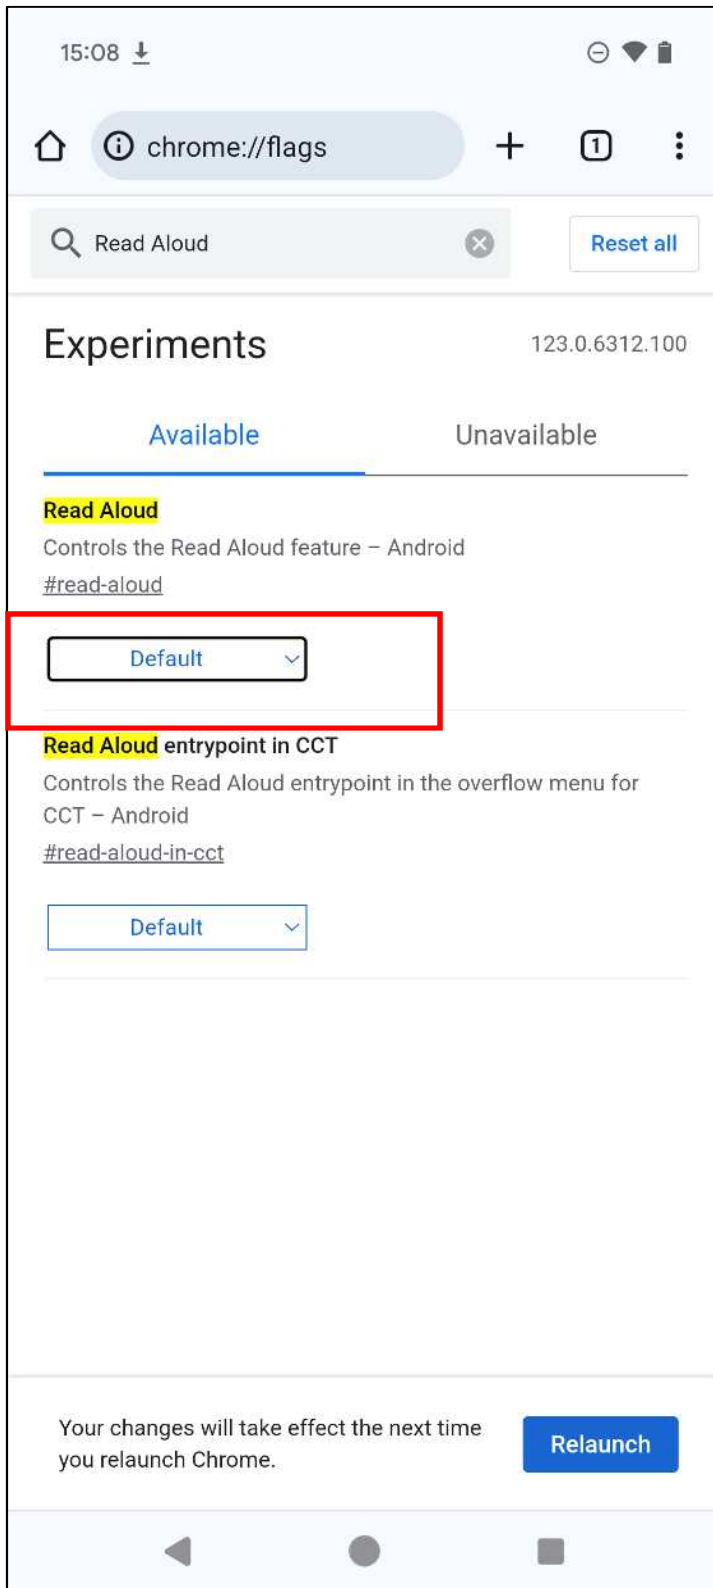 15:08
chrome://flags
1
Read Aloud
Reset all
Experiments
123.0.6312.100
Available
Unavailable
Read Aloud
Controls the Read Aloud feature – Android
#read-aloud
Default
Read Aloud entrypoint in CCT
Controls the Read Aloud entrypoint in the overflow menu for
CCT – Android
#read-aloud-in-cct
Default
Your changes will take effect the next time
you relaunch Chrome.
Relaunch